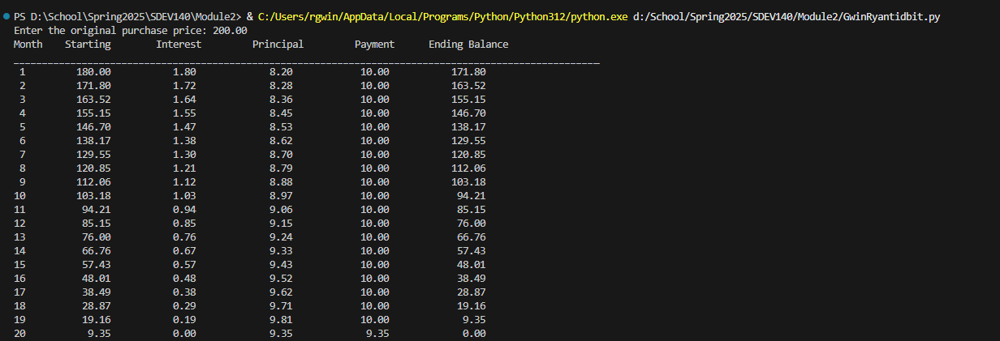 PS D:\School\Spring2025\SDEV140\Module2> & C:/Users/rgwin/AppData/Local/Programs/Python/Python312/python.exe d:/School/Spring2025/SDEV140/Module2/GwinRyantidbit.py
Enter the original purchase price: 200.00
Month    Starting        Interest         Principal         Payment      Ending Balance
_______________________________________________________________________________________________________
 1         180.00           1.80             8.20            10.00           171.80
 2         171.80           1.72             8.28            10.00           163.52
 3         163.52           1.64             8.36            10.00           155.15
 4         155.15           1.55             8.45            10.00           146.70
 5         146.70           1.47             8.53            10.00           138.17
 6         138.17           1.38             8.62            10.00           129.55
 7         129.55           1.30             8.70            10.00           120.85
 8         120.85           1.21             8.79            10.00           112.06
 9         112.06           1.12             8.88            10.00           103.18
10         103.18           1.03             8.97            10.00            94.21
11          94.21           0.94             9.06            10.00            85.15
12          85.15           0.85             9.15            10.00            76.00
13          76.00           0.76             9.24            10.00            66.76
14          66.76           0.67             9.33            10.00            57.43
15          57.43           0.57             9.43            10.00            48.01
16          48.01           0.48             9.52            10.00            38.49
17          38.49           0.38             9.62            10.00            28.87
18          28.87           0.29             9.71            10.00            19.16
19          19.16           0.19             9.81            10.00             9.35
20           9.35           0.00             9.35             9.35             0.00